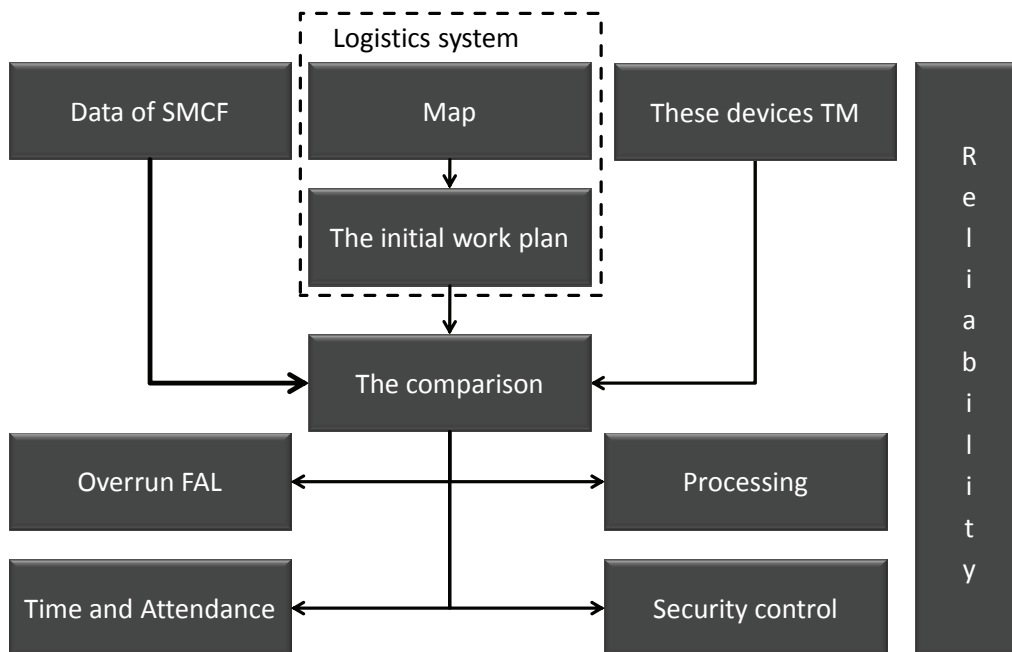 Logistics system
Data of SMCF
Map
These devices TM
The initial work plan
The comparison
Overrun FAL
Processing
Time and Attendance
Security control
R
e
l
i
a
b
i
l
i
t
y